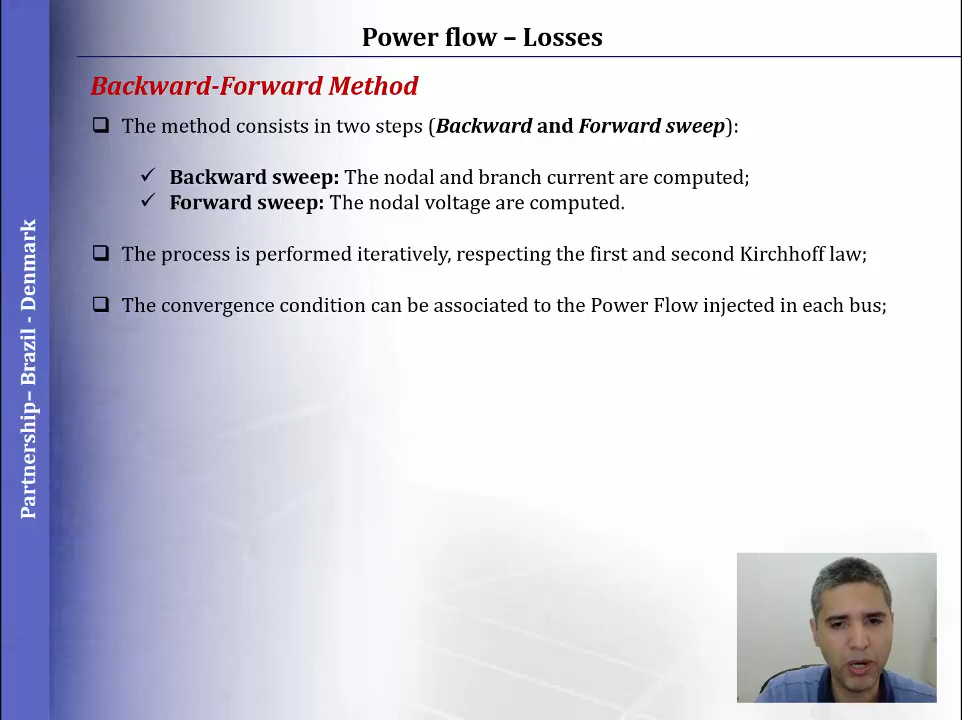 Power flow – Losses
Backward-Forward Method
❑ The method consists in two steps (Backward and Forward sweep):
✓ Backward sweep: The nodal and branch current are computed;
✓ Forward sweep: The nodal voltage are computed.
❑ The process is performed iteratively, respecting the first and second Kirchhoff law;
❑ The convergence condition can be associated to the Power Flow injected in each bus;
Partnership– Brazil - Denmark